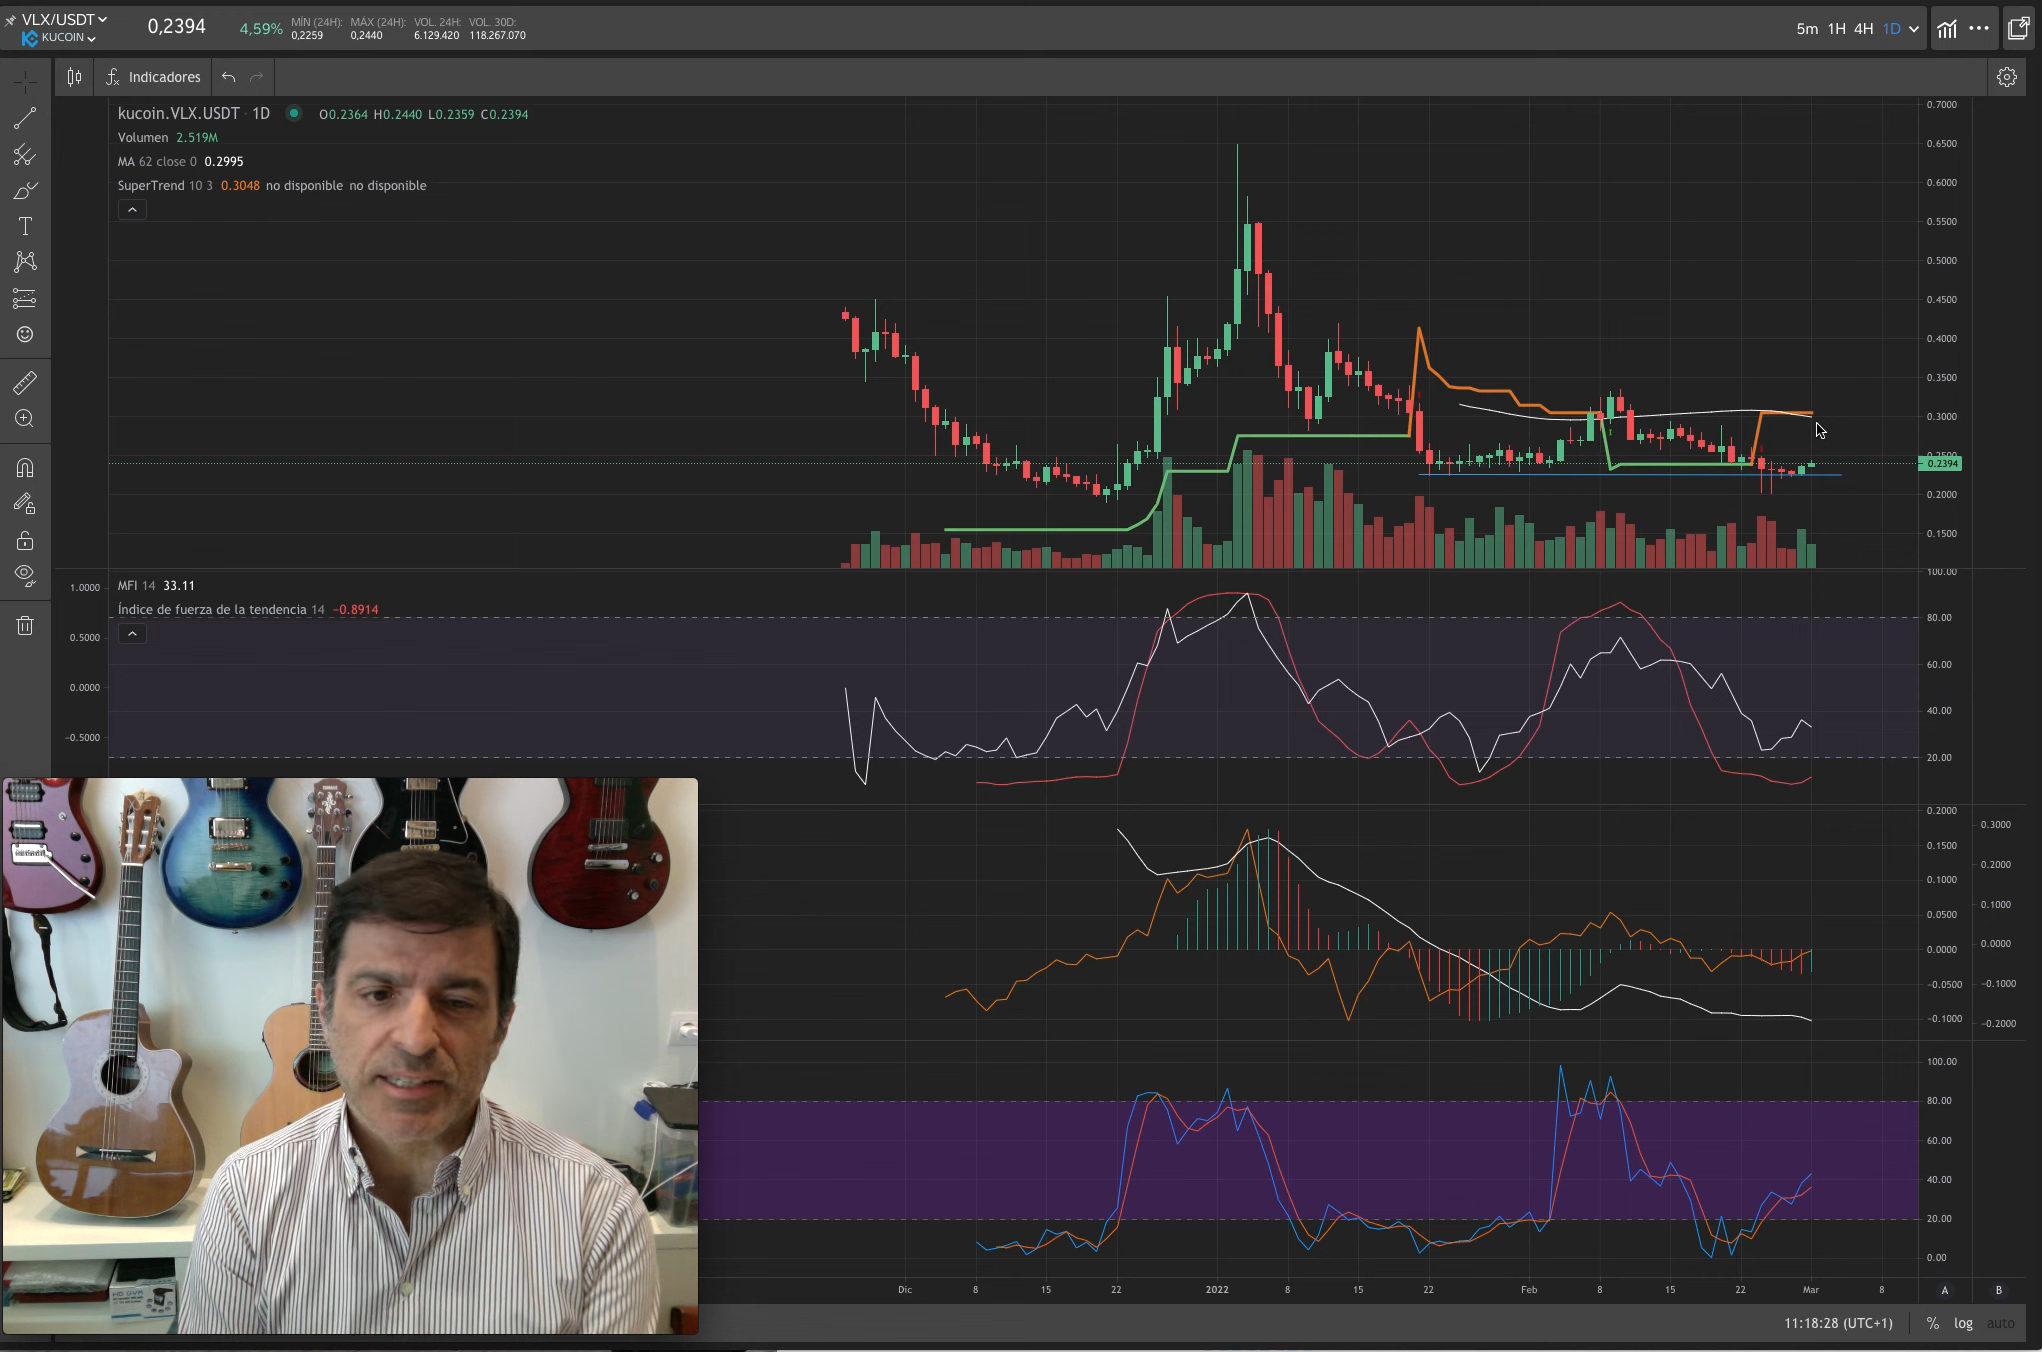 VLX/USDT
KUCOIN
0,2394
4,59%
MÍN (24H): MÁX (24H): VOL. 24H: VOL. 30D:
0,2259 0,2440 6.129.420 118.267.070
5m 1H 4H 1D
Indicadores
kucoin.VLX.USDT · 1D O0.2364 H0.2440 L0.2359 C0.2394
Volumen 2.519M
MA 62 close 0 0.2995
SuperTrend 10 3 0.3048 no disponible no disponible
0.7000
0.6500
0.6000
0.5500
0.5000
0.4500
0.4000
0.3500
0.3000
0.2500
0.2394
0.2000
0.1500
MFI 14 33.11
Índice de fuerza de la tendencia 14 −0.8914
1.0000
0.5000
0.0000
−0.5000
100.00
80.00
60.00
40.00
20.00
0.2000
0.1500
0.1000
0.0500
0.0000
−0.0500
−0.1000
0.3000
0.2000
0.1000
0.0000
−0.1000
−0.2000
100.00
80.00
60.00
40.00
20.00
0.00
Dic 8 15 22 2022 8 15 22 Feb 8 15 22 Mar 8 A B
11:18:28 (UTC+1) % log auto
HD GVR